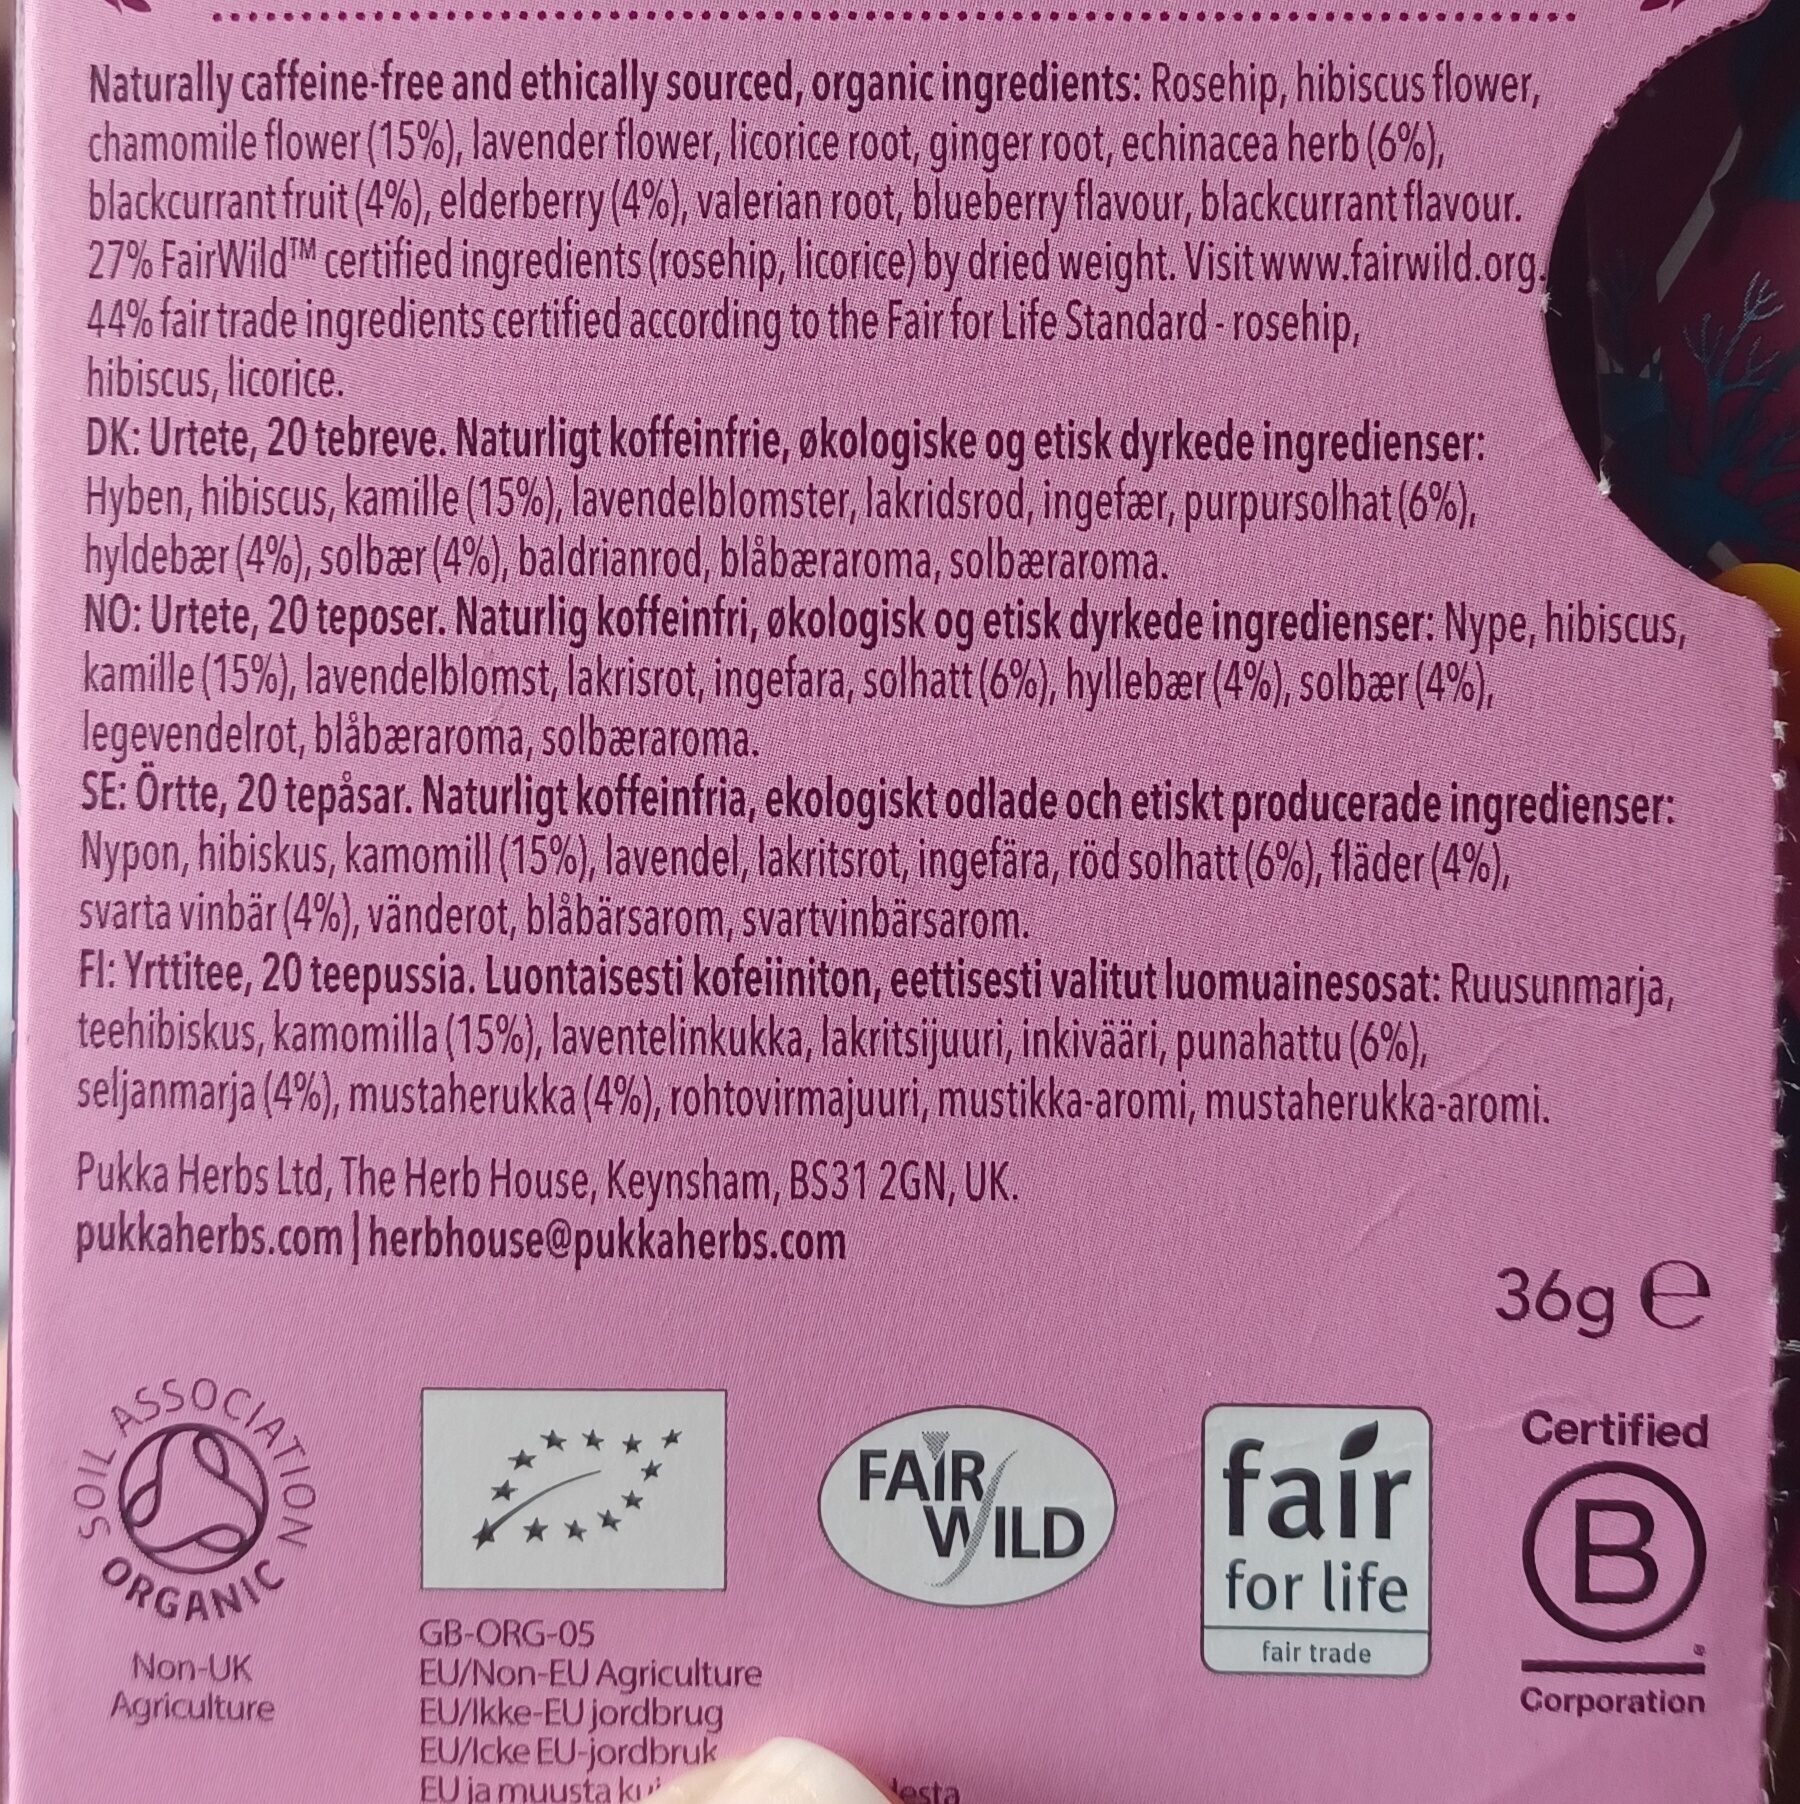 Naturally caffeine-free and ethically sourced, organic ingredients: Rosehip, hibiscus flower,
chamomile flower (15%), lavender flower, licorice root, ginger root, echinacea herb (6%),
blackcurrant fruit (4%), elderberry (4%), valerian root, blueberry flavour, blackcurrant flavour.
27% FairWild™ certified ingredients (rosehip, licorice) by dried weight. Visit www.fairwild.org.
44% fair trade ingredients certified according to the Fair for Life Standard - rosehip,
hibiscus, licorice.
DK: Urtete, 20 tebreve. Naturligt koffeinfrie, økologiske og etisk dyrkede ingredienser:
Hyben, hibiscus, kamille (15%), lavendelblomster, lakridsrod, ingefær, purpursolhat (6%),
hyldebær (4%), solbær (4%), baldrianrod, blåbæraroma, solbæraroma.
NO: Urtete, 20 teposer. Naturlig koffeinfri, økologisk og etisk dyrkede ingredienser: Nype, hibiscus,
kamille (15%), lavendelblomst, lakrisrot, ingefara, solhatt (6%), hyllebær (4%), solbær (4%),
legevendelrot, blåbæraroma, solbæraroma.
SE: Örtte, 20 tepåsar. Naturligt koffeinfria, ekologiskt odlade och etiskt producerade ingredienser:
Nypon, hibiskus, kamomill (15%), lavendel, lakritsrot, ingefära, röd solhatt (6%), fläder (4%),
svarta vinbär (4%), vänderot, blåbärsarom, svartvinbärsarom.
FI: Yrttitee, 20 teepussia. Luontaisesti kofeiiniton, eettisesti valitut luomuainesosat: Ruusunmarja,
teehibiskus, kamomilla (15%), laventelinkukka, lakritsijuuri, inkivääri, punahattu (6%),
seljanmarja (4%), mustaherukka (4%), rohtovirmajuuri, mustikka-aromi, mustaherukka-aromi.
Pukka Herbs Ltd, The Herb House, Keynsham, BS31 2GN, UK.
pukkaherbs.com | herbhouse@pukkaherbs.com
36g ℮
SOIL ASSOCIATION
ORGANIC
Non-UK
Agriculture
GB-ORG-05
EU/Non-EU Agriculture
EU/Ikke-EU jordbrug
EU/Icke EU-jordbruk
EU ja muusta
FAIR
WILD
fair
for life
fair trade
Certified
B
®
Corporation